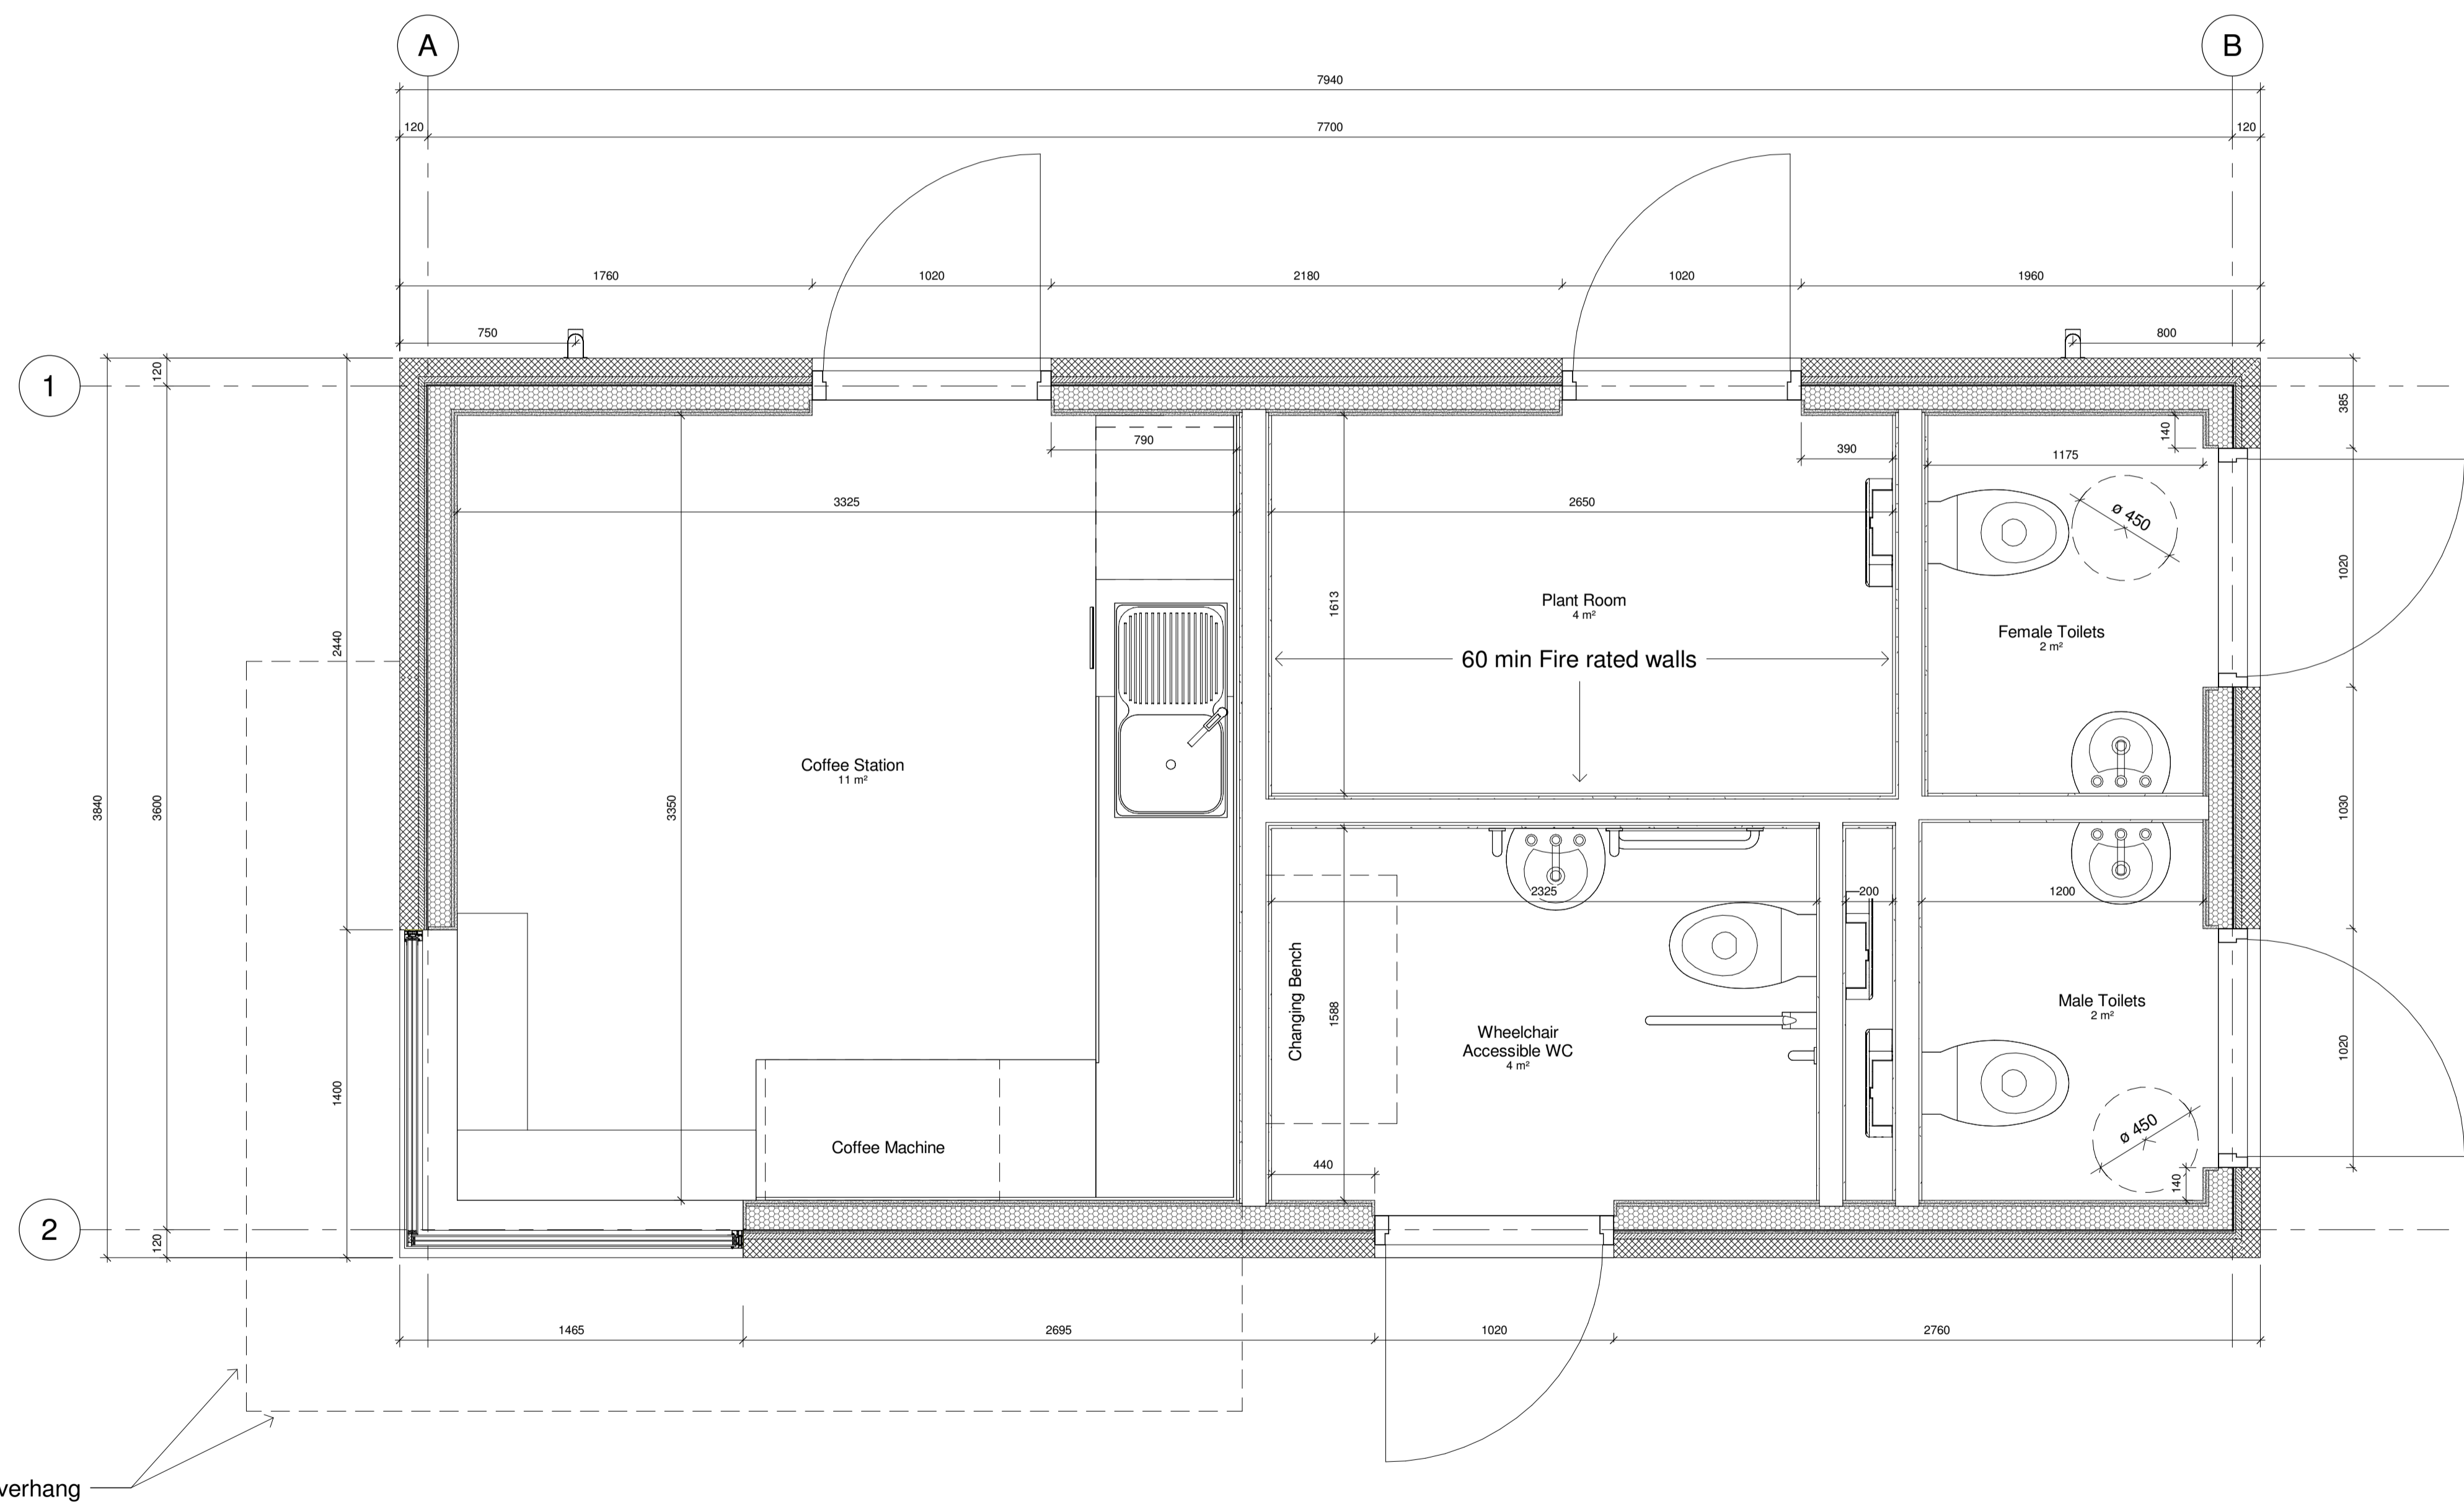 A
B
7940
120
7700
120
1760
1020
2180
1020
1960
750
800
1
120
385
140
790
390
1175
3325
2650
ø 450
1020
1613
Plant Room
4 m²
Female Toilets
2 m²
2440
60 min Fire rated walls
Coffee Station
11 m²
3840
3600
3350
1030
2325
200
1200
Changing Bench
1588
Male Toilets
2 m²
Wheelchair
Accessible WC
4 m²
1020
1400
ø 450
Coffee Machine
440
140
2
120
1465
2695
1020
2760
verhang